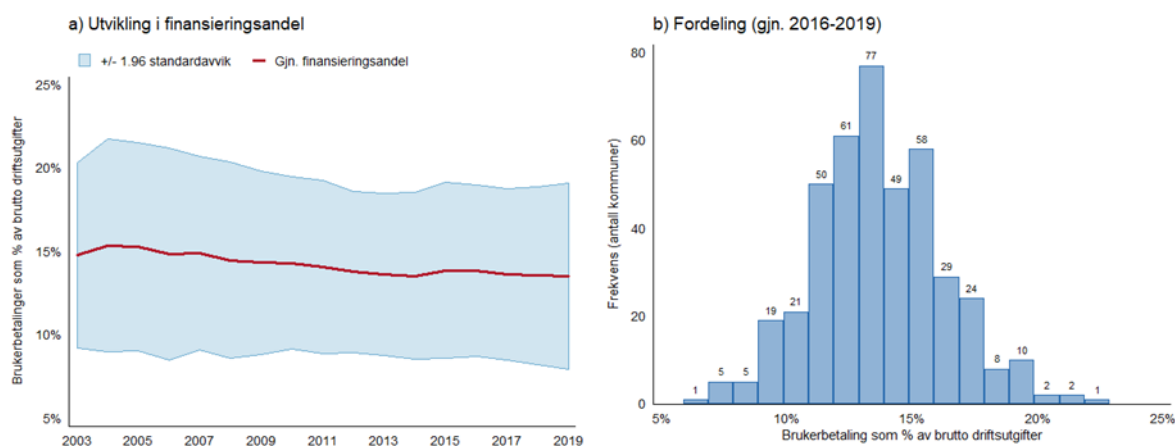 a) Utvikling i finansieringsandel
+/- 1.96 standardavvik
Gjn. finansieringsandel
Brukerbetalinger som % av brutto driftsutgifter
25%
20%
15%
10%
5%
2003 2005 2007 2009 2011 2013 2015 2017 2019
b) Fordeling (gjn. 2016-2019)
Frekvens (antall kommuner)
80
60
40
20
0
1 5 5 19 21 50 61 77 49 58 29 24 8 10 2 2 1
5% 10% 15% 20% 25%
Brukerbetaling som % av brutto driftsutgifter